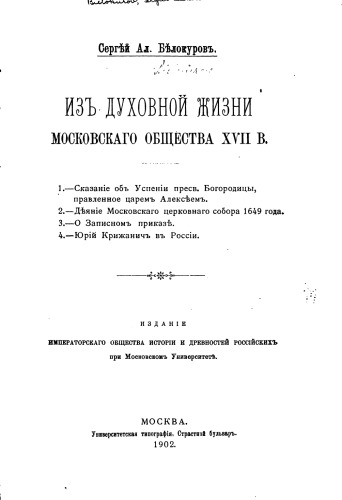 Сергѣй Ал. Бѣлокуровъ.
ИЗЪ ДУХОВНОЙ ЖИЗНИ
МОСКОВСКАГО ОБЩЕСТВА XVII В.
1.—Сказаніе объ Успеніи пресв. Богородицы,
правленное царемъ Алексѣемъ.
2.—Дѣяніе Московскаго церковнаго собора 1649 года.
3.—О Записномъ приказѣ.
4.—Юрій Крижаничъ въ Россіи.
ИЗДАНІЕ
ИМПЕРАТОРСКАГО ОБЩЕСТВА ИСТОРІИ И ДРЕВНОСТЕЙ РОССІЙСКИХЪ
при Московскомъ Университетѣ.
МОСКВА.
Университетская типографія. Страстной бульваръ.
1902.